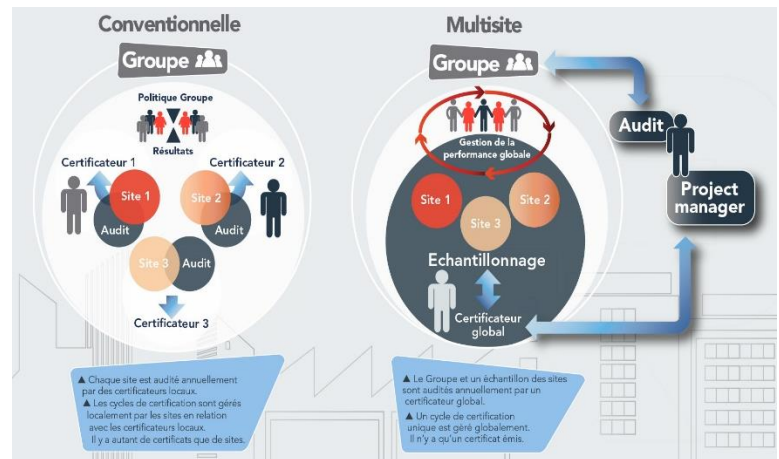 Conventionnelle
Groupe
Politique Groupe
Résultats
Certificateur 1
Certificateur 2
Site 1
Audit
Site 2
Audit
Site 3
Audit
Certificateur 3
▲ Chaque site est audité annuellement
par des certificateurs locaux.
▲ Les cycles de certification sont gérés
localement par les sites en relation
avec les certificateurs locaux.
Il y a autant de certificats que de sites.
Multisite
Groupe
Gestion de la
performance globale
Site 1
Site 2
Site 3
Echantillonnage
Certificateur
global
Audit
Project
manager
▲ Le Groupe et un échantillon des sites
sont audités annuellement par un
certificateur global.
▲ Un cycle de certification
unique est géré globalement.
Il n'y a qu'un certificat émis.